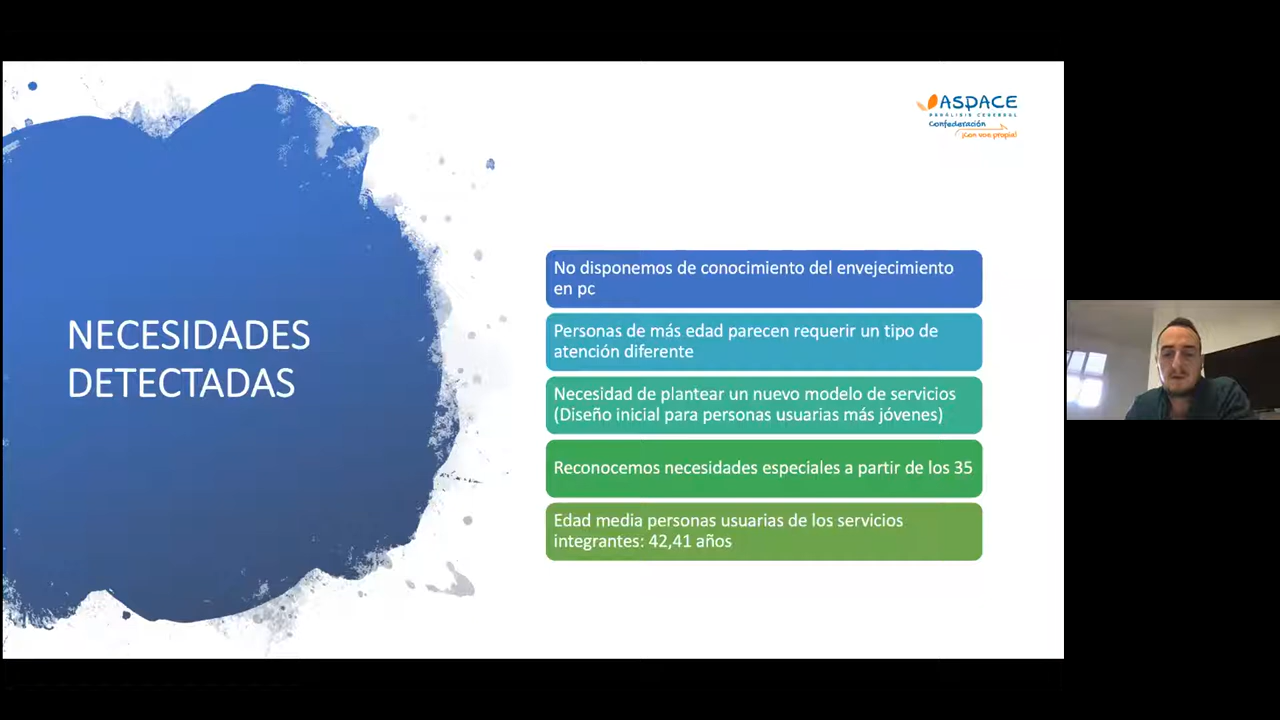 ASPACE
PARÁLISIS CEREBRAL
Confederación
¡Con voz propia!
NECESIDADES
DETECTADAS
No disponemos de conocimiento del envejecimiento
en pc
Personas de más edad parecen requerir un tipo de
atención diferente
Necesidad de plantear un nuevo modelo de servicios
(Diseño inicial para personas usuarias más jóvenes)
Reconocemos necesidades especiales a partir de los 35
Edad media personas usuarias de los servicios
integrantes: 42,41 años